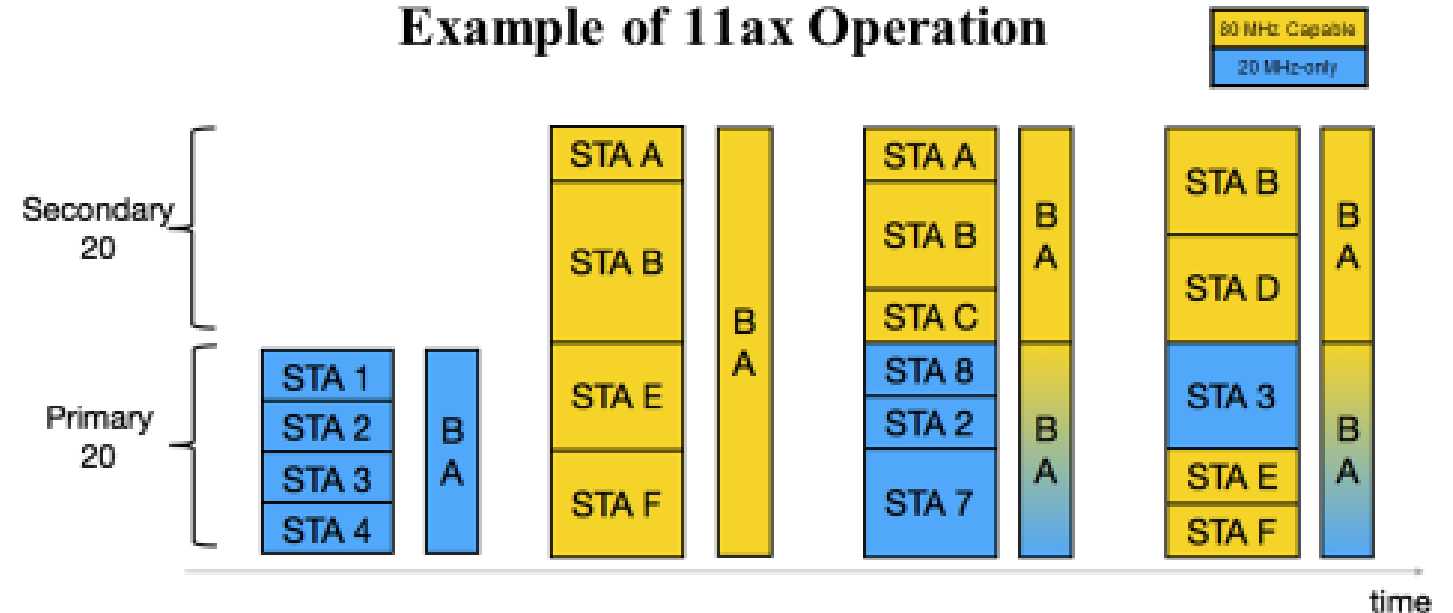 Example of 11ax Operation
80 MHz Capable
20 MHz-only
Secondary
20
Primary
20
STA 1
STA 2
STA 3
STA 4
B
A
STA A
STA B
STA E
STA F
B
A
STA A
STA B
STA C
STA 8
STA 2
STA 7
B
A
B
A
STA B
STA D
STA 3
STA E
STA F
B
A
B
A
time